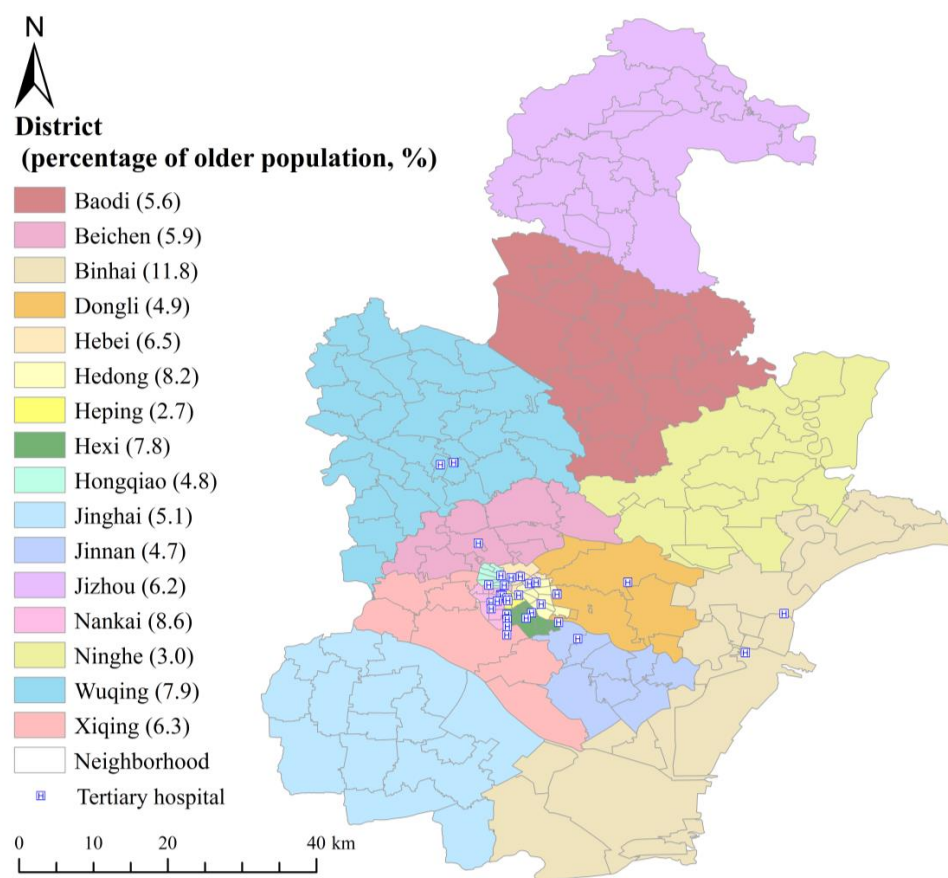 N
District
(percentage of older population, %)
Baodi (5.6)
Beichen (5.9)
Binhai (11.8)
Dongli (4.9)
Hebei (6.5)
Hedong (8.2)
Heping (2.7)
Hexi (7.8)
Hongqiao (4.8)
Jinghai (5.1)
Jinnan (4.7)
Jizhou (6.2)
Nankai (8.6)
Ninghe (3.0)
Wuqing (7.9)
Xiqing (6.3)
Neighborhood
H Tertiary hospital
0 10 20 40 km